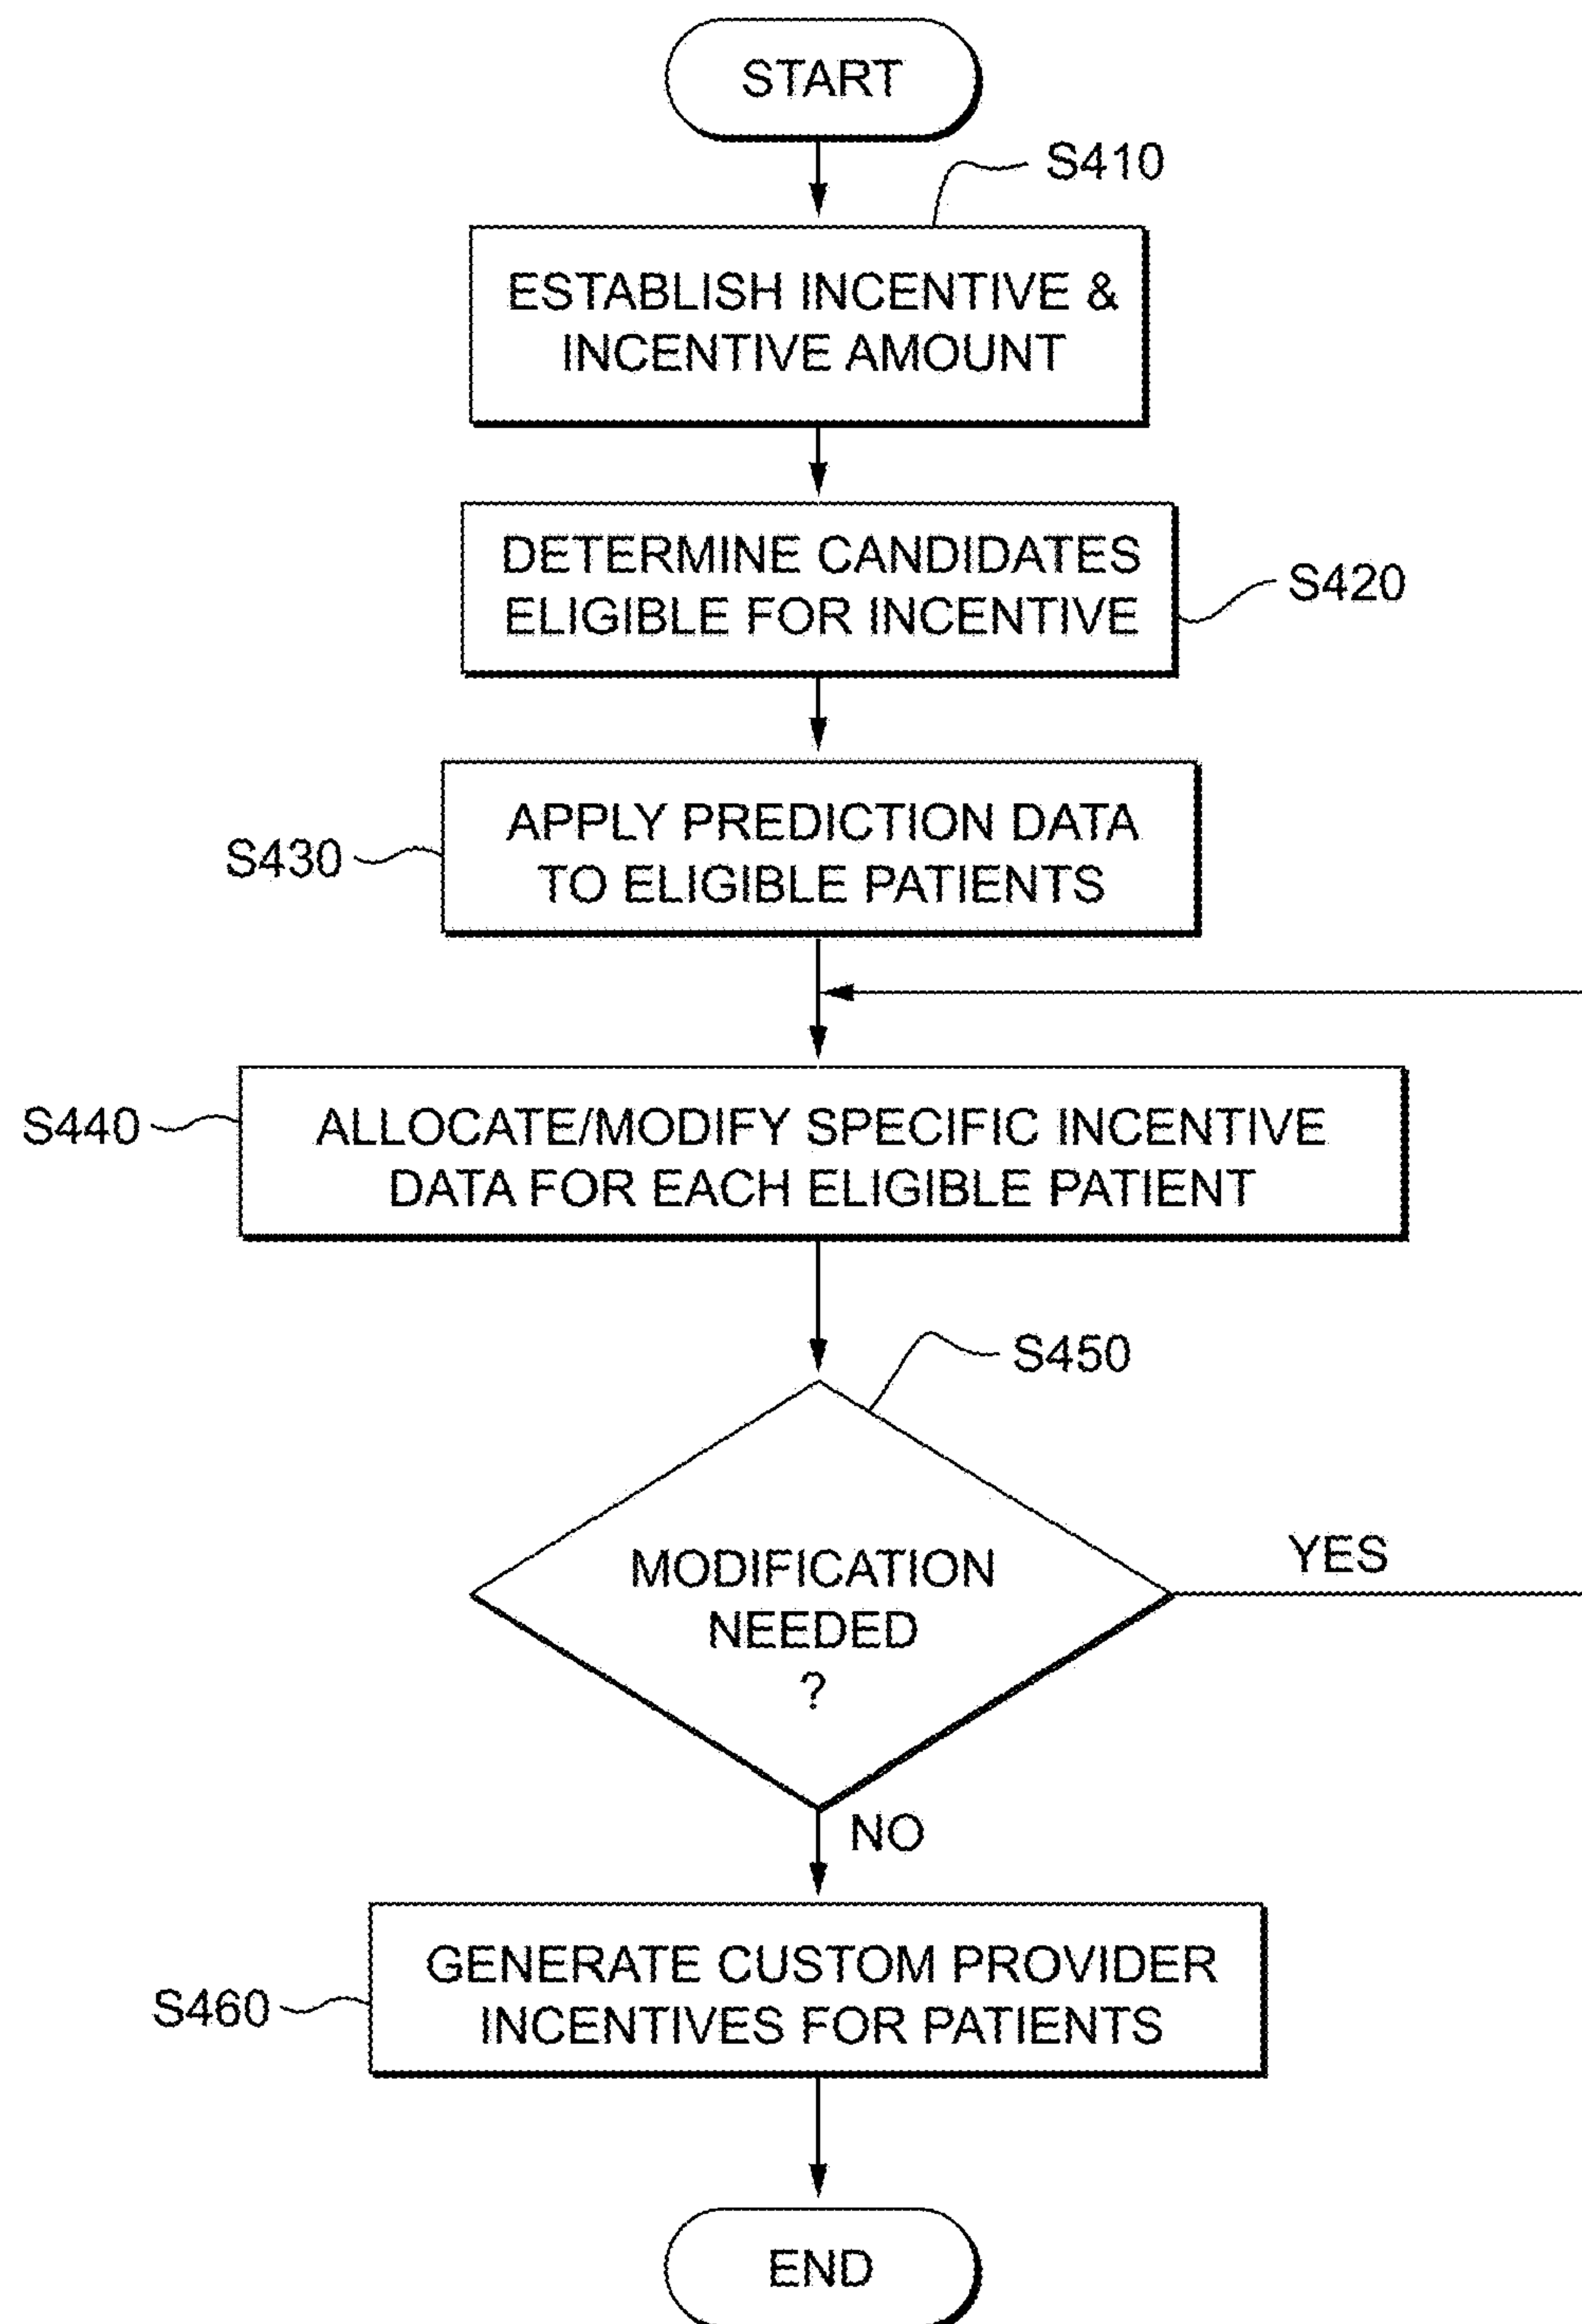 START
S410
ESTABLISH INCENTIVE &
INCENTIVE AMOUNT
DETERMINE CANDIDATES
ELIGIBLE FOR INCENTIVE
S420
APPLY PREDICTION DATA
TO ELIGIBLE PATIENTS
S430
S440
ALLOCATE/MODIFY SPECIFIC INCENTIVE
DATA FOR EACH ELIGIBLE PATIENT
S450
MODIFICATION
NEEDED
?
YES
NO
GENERATE CUSTOM PROVIDER
INCENTIVES FOR PATIENTS
S460
END